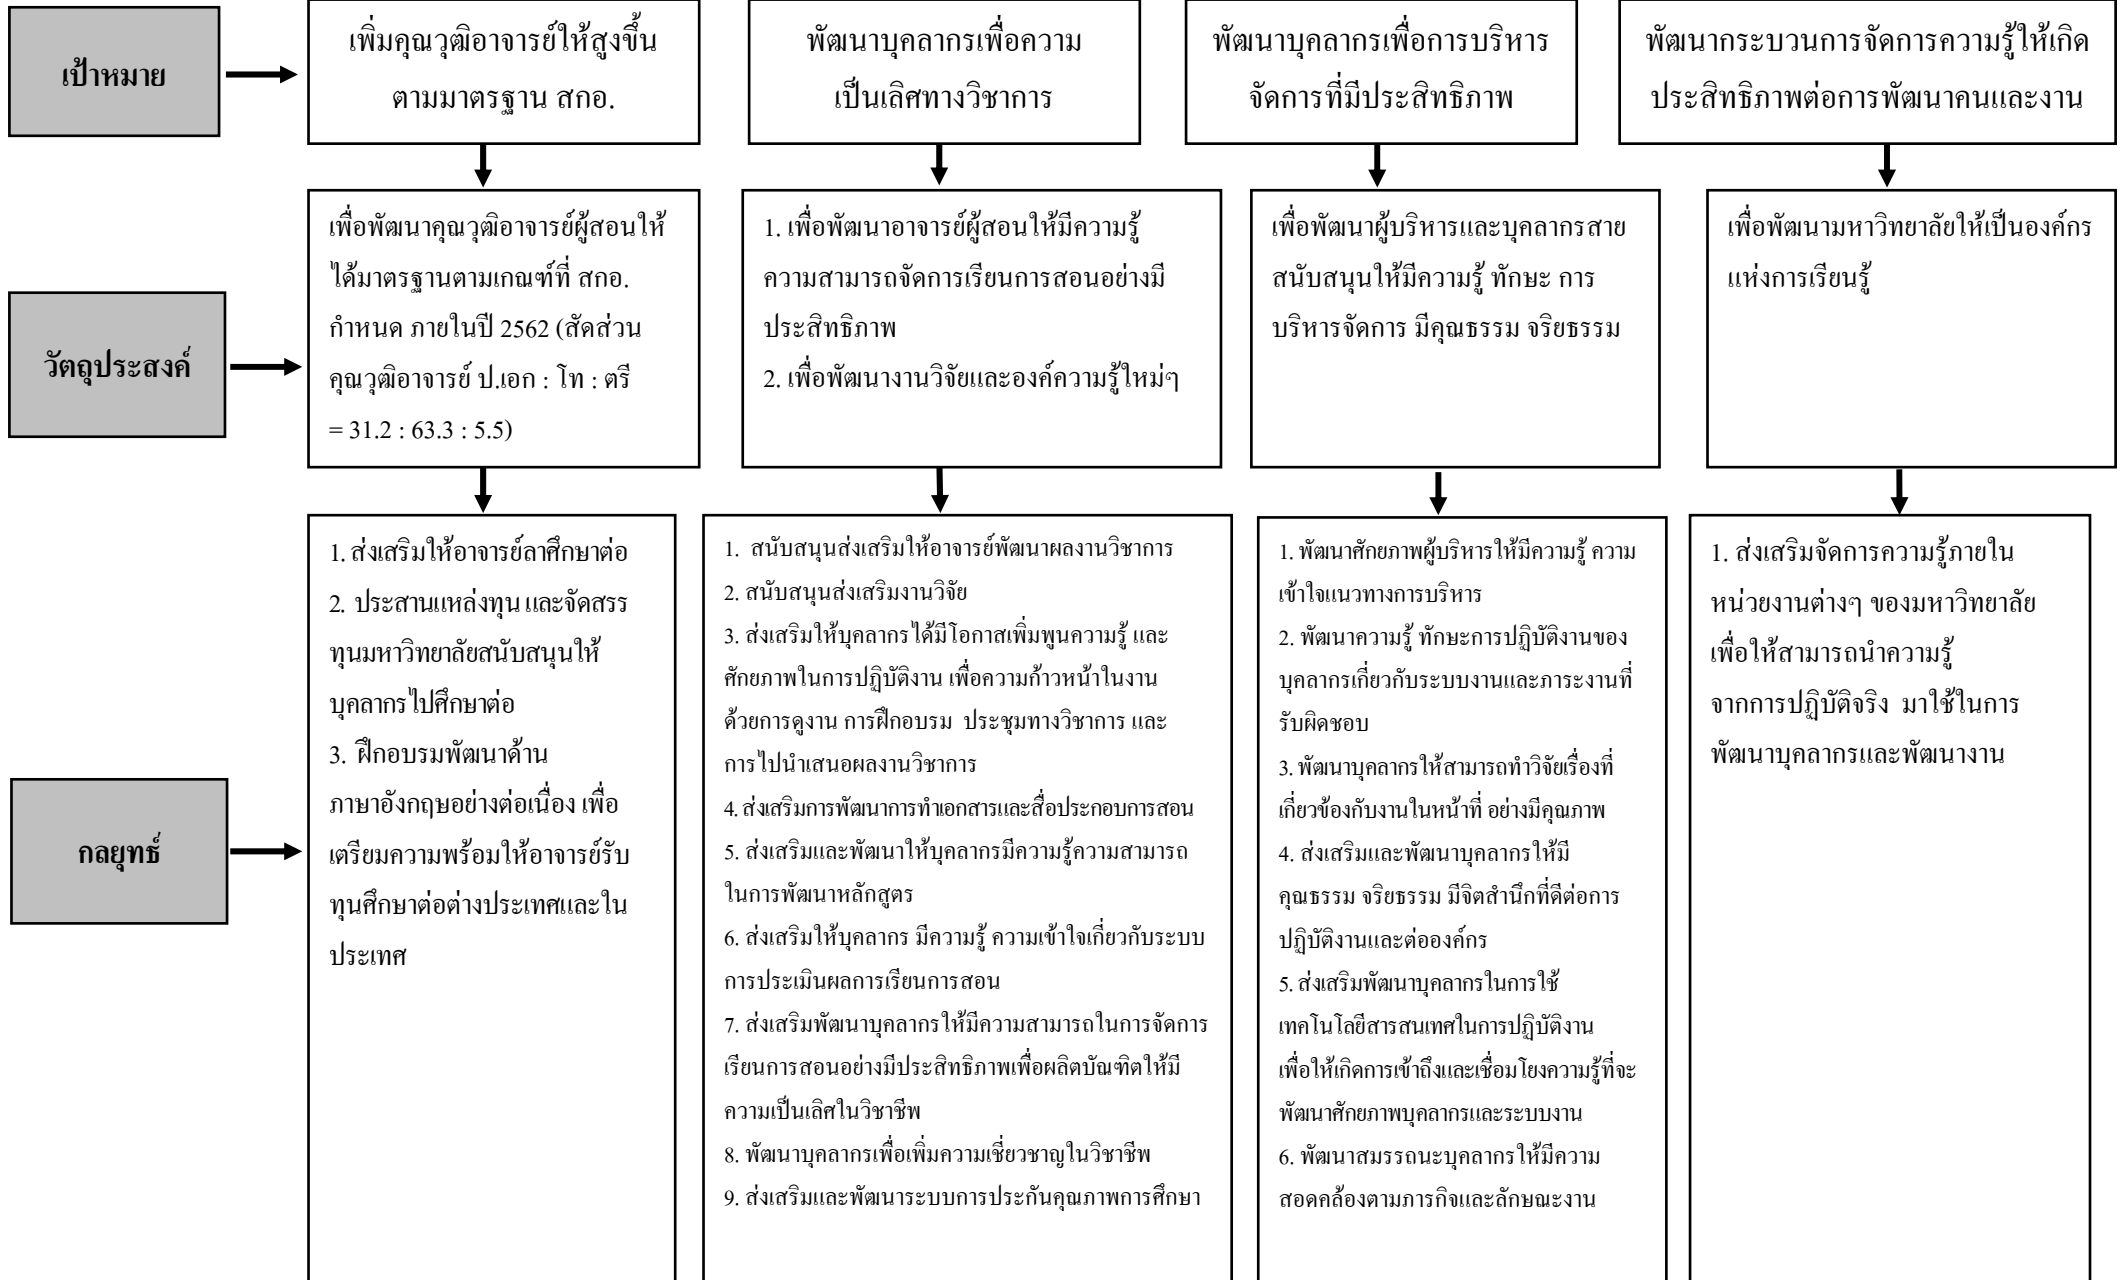 เป้าหมาย
เพิ่มคุณวุฒิอาจารย์ให้สูงขึ้น
ตามมาตรฐาน สกอ.
พัฒนาบุคลากรเพื่อความ
เป็นเลิศทางวิชาการ
พัฒนาบุคลากรเพื่อการบริหาร
จัดการที่มีประสิทธิภาพ
พัฒนากระบวนการจัดการความรู้ให้เกิด
ประสิทธิภาพต่อการพัฒนาคนและงาน
วัตถุประสงค์
เพื่อพัฒนาคุณวุฒิอาจารย์ผู้สอนให้
ได้มาตรฐานตามเกณฑ์ที่ สกอ.
กำหนด ภายในปี 2562 (สัดส่วน
คุณวุฒิอาจารย์ ป.เอก : โท : ตรี
= 31.2 : 63.3 : 5.5)
1. เพื่อพัฒนาอาจารย์ผู้สอนให้มีความรู้
ความสามารถจัดการเรียนการสอนอย่างมี
ประสิทธิภาพ
2. เพื่อพัฒนางานวิจัยและองค์ความรู้ใหม่ๆ
เพื่อพัฒนาผู้บริหารและบุคลากรสาย
สนับสนุนให้มีความรู้ ทักษะ การ
บริหารจัดการ มีคุณธรรม จริยธรรม
เพื่อพัฒนามหาวิทยาลัยให้เป็นองค์กร
แห่งการเรียนรู้
กลยุทธ์
1. ส่งเสริมให้อาจารย์ลาศึกษาต่อ
2. ประสานแหล่งทุน และจัดสรร
ทุนมหาวิทยาลัยสนับสนุนให้
บุคลากรไปศึกษาต่อ
3. ฝึกอบรมพัฒนาด้าน
ภาษาอังกฤษอย่างต่อเนื่อง เพื่อ
เตรียมความพร้อมให้อาจารย์รับ
ทุนศึกษาต่อต่างประเทศและใน
ประเทศ
1. สนับสนุนส่งเสริมให้อาจารย์พัฒนาผลงานวิชาการ
2. สนับสนุนส่งเสริมงานวิจัย
3. ส่งเสริมให้บุคลากรได้มีโอกาสเพิ่มพูนความรู้ และ
ศักยภาพในการปฏิบัติงาน เพื่อความก้าวหน้าในงาน
ด้วยการดูงาน การฝึกอบรม ประชุมทางวิชาการ และ
การไปนำเสนอผลงานวิชาการ
4. ส่งเสริมการพัฒนาการทำเอกสารและสื่อประกอบการสอน
5. ส่งเสริมและพัฒนาให้บุคลากรมีความรู้ความสามารถ
ในการพัฒนาหลักสูตร
6. ส่งเสริมให้บุคลากร มีความรู้ ความเข้าใจเกี่ยวกับระบบ
การประเมินผลการเรียนการสอน
7. ส่งเสริมพัฒนาบุคลากรให้มีความสามารถในการจัดการ
เรียนการสอนอย่างมีประสิทธิภาพเพื่อผลิตบัณฑิตให้มี
ความเป็นเลิศในวิชาชีพ
8. พัฒนาบุคลากรเพื่อเพิ่มความเชี่ยวชาญในวิชาชีพ
9. ส่งเสริมและพัฒนาระบบการประกันคุณภาพการศึกษา
1. พัฒนาศักยภาพผู้บริหารให้มีความรู้ ความ
เข้าใจแนวทางการบริหาร
2. พัฒนาความรู้ ทักษะการปฏิบัติงานของ
บุคลากรเกี่ยวกับระบบงานและภาระงานที่
รับผิดชอบ
3. พัฒนาบุคลากรให้สามารถทำวิจัยเรื่องที่
เกี่ยวข้องกับงานในหน้าที่ อย่างมีคุณภาพ
4. ส่งเสริมและพัฒนาบุคลากรให้มี
คุณธรรม จริยธรรม มีจิตสำนึกที่ดีต่อการ
ปฏิบัติงานและต่อองค์กร
5. ส่งเสริมพัฒนาบุคลากรในการใช้
เทคโนโลยีสารสนเทศในการปฏิบัติงาน
เพื่อให้เกิดการเข้าถึงและเชื่อมโยงความรู้ที่จะ
พัฒนาศักยภาพบุคลากรและระบบงาน
6. พัฒนาสมรรถนะบุคลากรให้มีความ
สอดคล้องตามภารกิจและลักษณะงาน
1. ส่งเสริมจัดการความรู้ภายใน
หน่วยงานต่างๆ ของมหาวิทยาลัย
เพื่อให้สามารถนำความรู้
จากการปฏิบัติจริง มาใช้ในการ
พัฒนาบุคลากรและพัฒนางาน